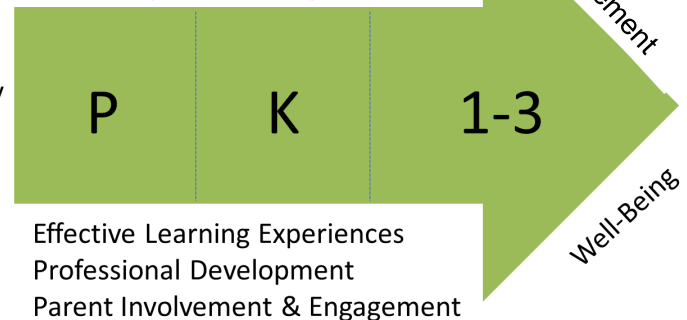 P K 1-3
Effective Learning Experiences
Professional Development
Parent Involvement & Engagement
Well-Being